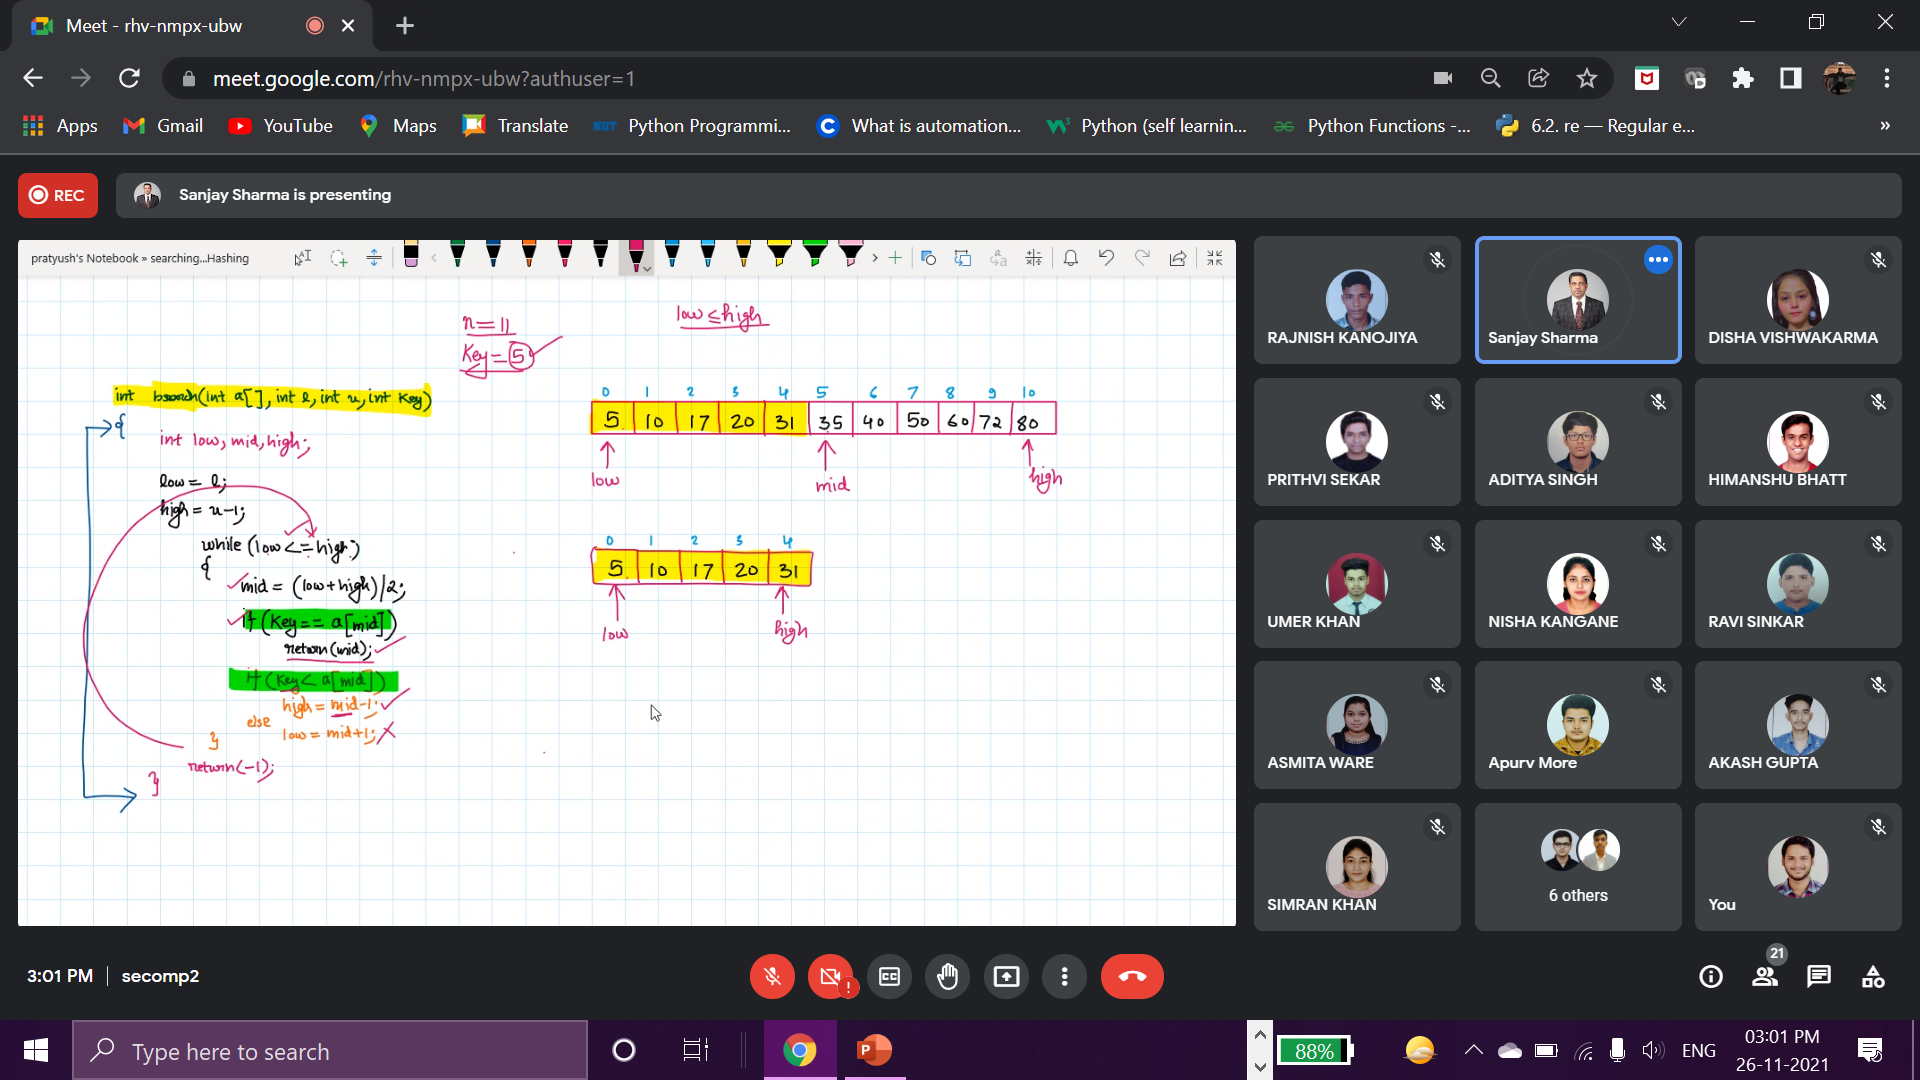 Meet - rhv-nmpx-ubw
meet.google.com/rhv-nmpx-ubw?authuser=1
Apps Gmail YouTube Maps Translate NIIT Python Programmi... What is automation... Python (self learnin... Python Functions -... 6.2. re — Regular e... »
REC Sanjay Sharma is presenting
pratyush's Notebook » searching...Hashing
low ≤ high
n = 11
Key = 5
int bsearch(int a[], int l, int u, int Key)
{
int low, mid, high;
low = l;
high = u-1;
while (low <= high)
{
mid = (low+high)/2;
if (Key == a[mid])
return(mid);
if (Key < a[mid])
high = mid-1;
else
low = mid+1;
}
return(-1);
}
0 1 2 3 4 5 6 7 8 9 10
5 10 17 20 31 35 40 50 60 72 80
low mid high
0 1 2 3 4
5 10 17 20 31
low high
RAJNISH KANOJIYA
Sanjay Sharma
DISHA VISHWAKARMA
PRITHVI SEKAR
ADITYA SINGH
HIMANSHU BHATT
UMER KHAN
NISHA KANGANE
RAVI SINKAR
ASMITA WARE
Apurv More
AKASH GUPTA
SIMRAN KHAN
6 others
You
3:01 PM | secomp2
CC
21
Type here to search
P
88%
ENG
03:01 PM
26-11-2021